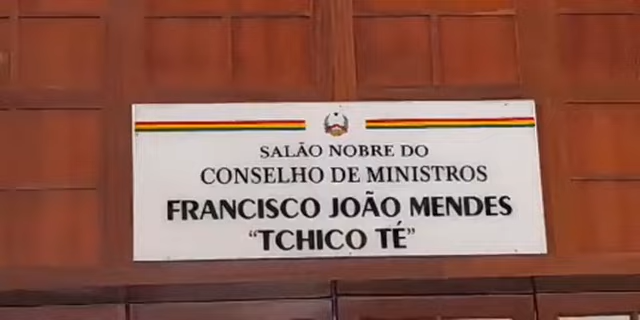 SALÃO NOBRE DO
CONSELHO DE MINISTROS
FRANCISCO JOÃO MENDES
“TCHICO TÉ”